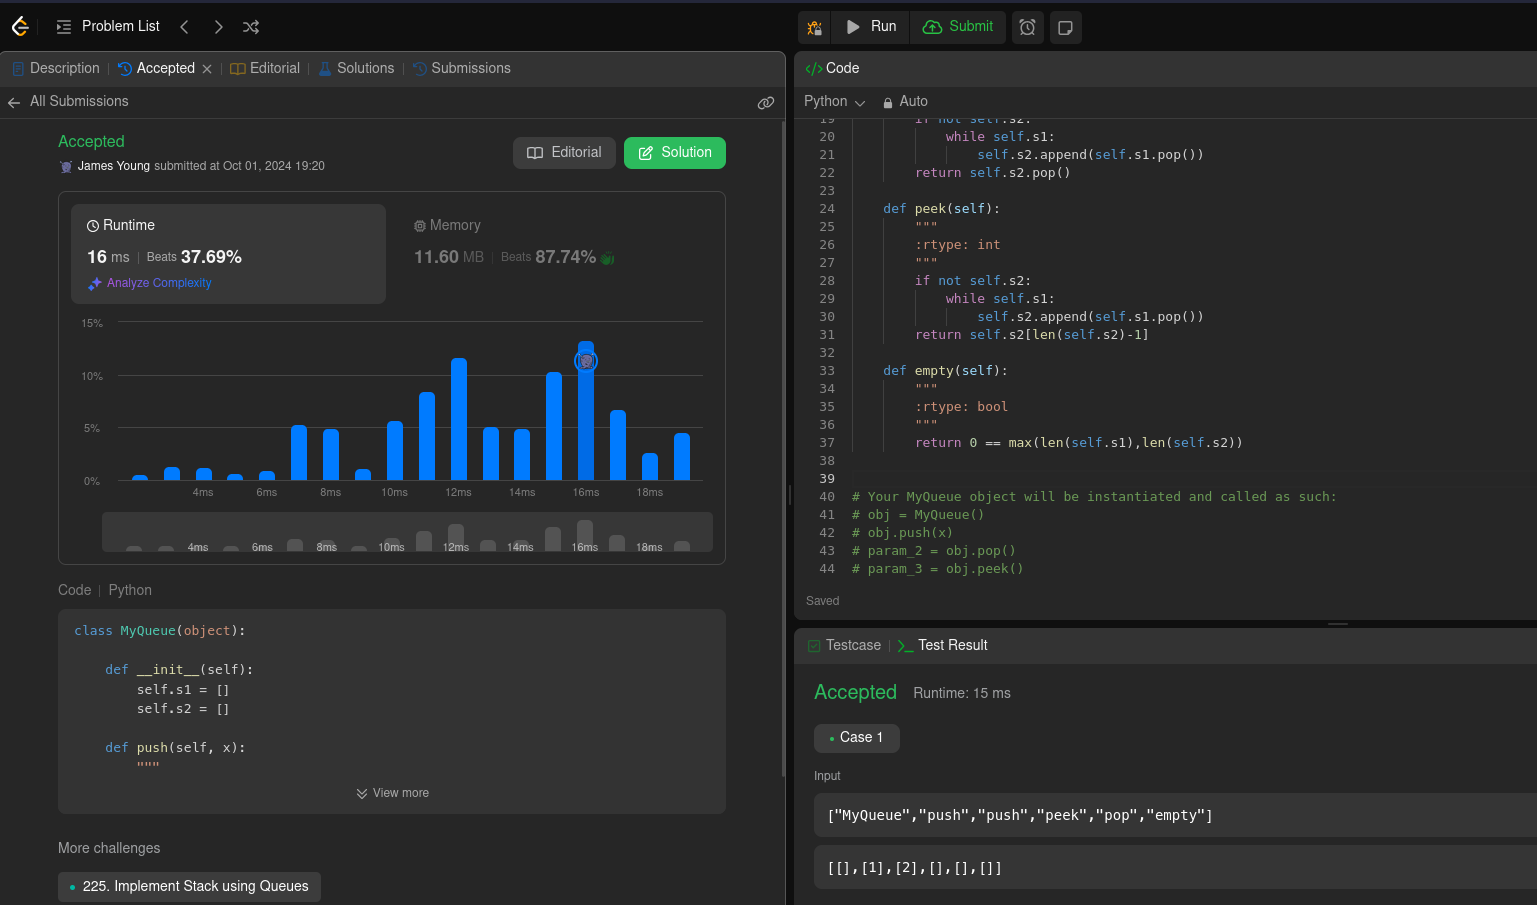 Problem List
Run
Submit
Description
Accepted
Editorial
Solutions
Submissions
All Submissions
Accepted
James Young submitted at Oct 01, 2024 19:20
Editorial
Solution
Runtime
16 ms | Beats 37.69%
Analyze Complexity
Memory
11.60 MB | Beats 87.74%
15%
10%
5%
0%
4ms 6ms 8ms 10ms 12ms 14ms 16ms 18ms
4ms 6ms 8ms 10ms 12ms 14ms 16ms 18ms
Code | Python
class MyQueue(object):
def __init__(self):
self.s1 = []
self.s2 = []
def push(self, x):
"""
View more
More challenges
225. Implement Stack using Queues
Code
Python
Auto
19 if not self.s2:
20 while self.s1:
21 self.s2.append(self.s1.pop())
22 return self.s2.pop()
23
24 def peek(self):
25 """
26 :rtype: int
27 """
28 if not self.s2:
29 while self.s1:
30 self.s2.append(self.s1.pop())
31 return self.s2[len(self.s2)-1]
32
33 def empty(self):
34 """
35 :rtype: bool
36 """
37 return 0 == max(len(self.s1),len(self.s2))
38
39
40 # Your MyQueue object will be instantiated and called as such:
41 # obj = MyQueue()
42 # obj.push(x)
43 # param_2 = obj.pop()
44 # param_3 = obj.peek()
Saved
Testcase
Test Result
Accepted Runtime: 15 ms
Case 1
Input
["MyQueue","push","push","peek","pop","empty"]
[[],[1],[2],[],[],[]]